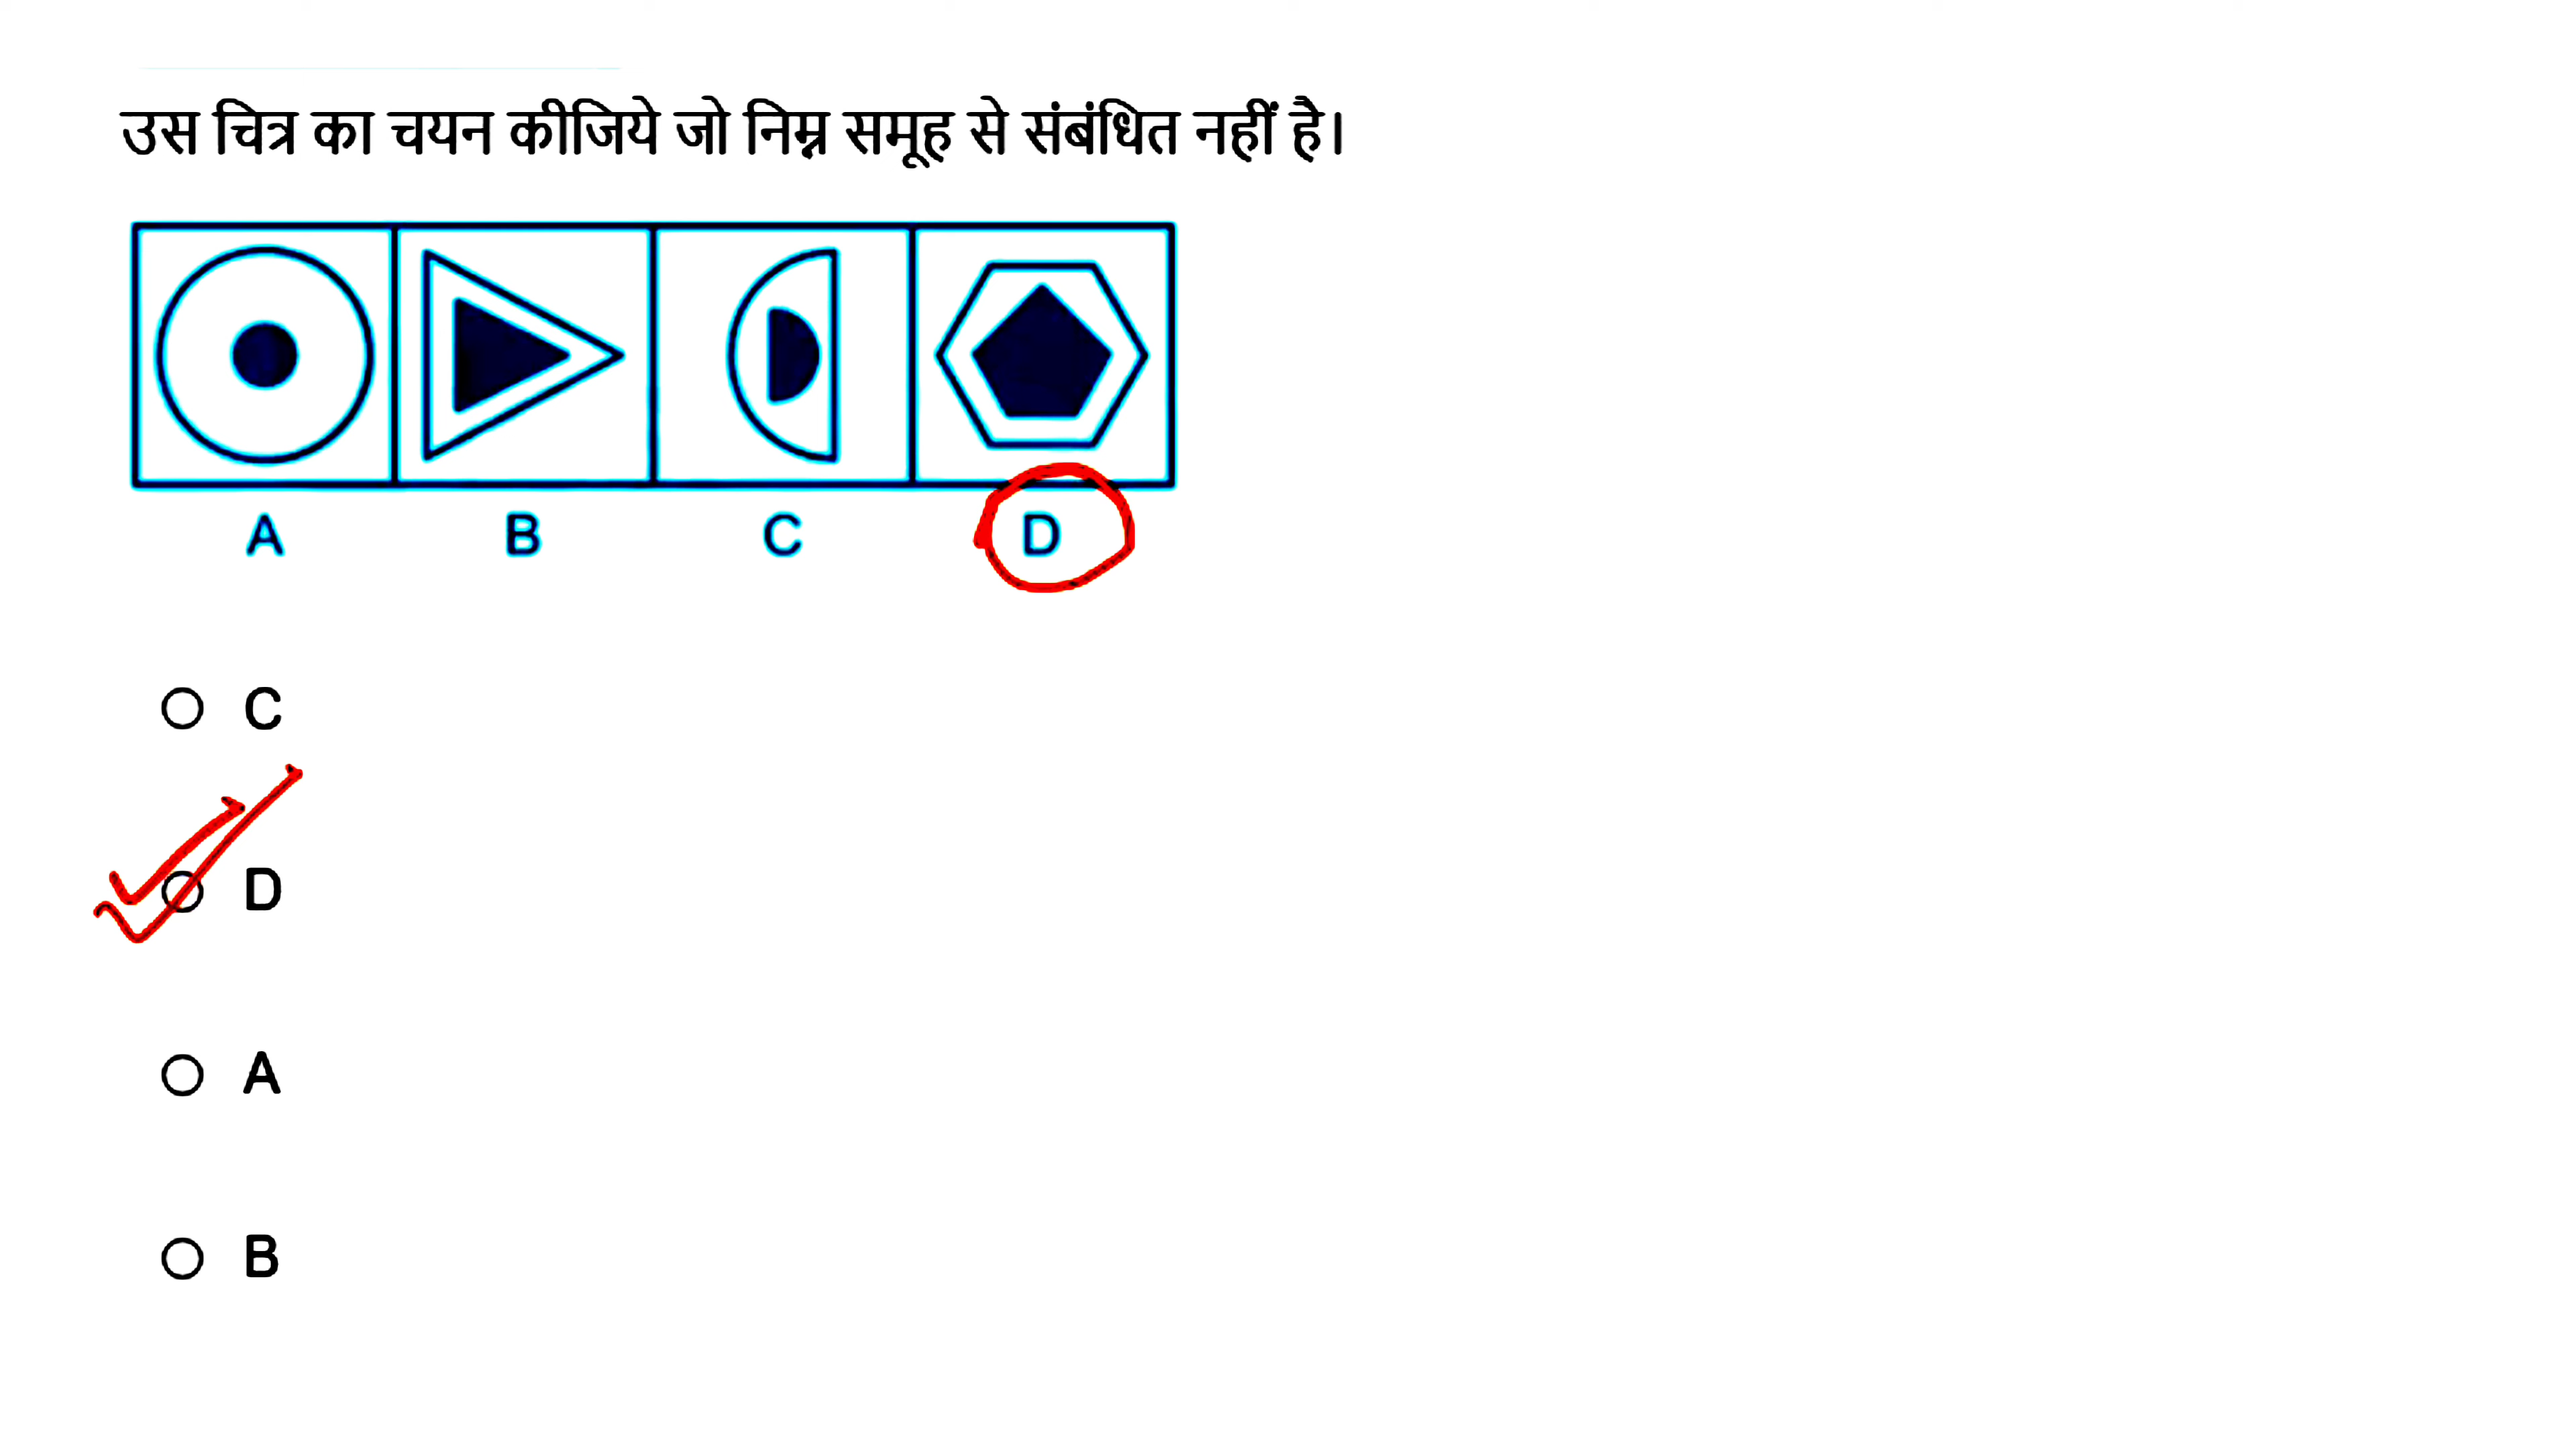 उस चित्र का चयन कीजिये जो निम्न समूह से संबंधित नहीं है।
A B C D
C
D
A
B